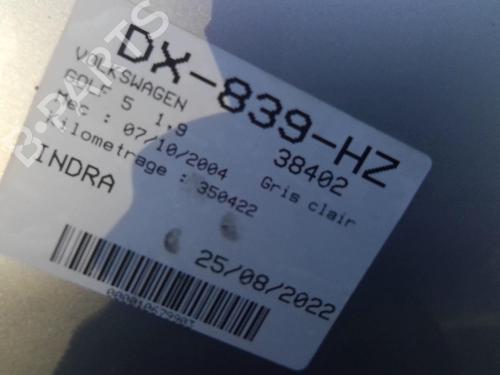 DX-839-HZ
VOLKSWAGEN
GOLF 5 1.9
38402
Mec : 07/10/2004
Gris clair
Kilometrage : 350422
INDRA
25/08/2022
B-PARTS